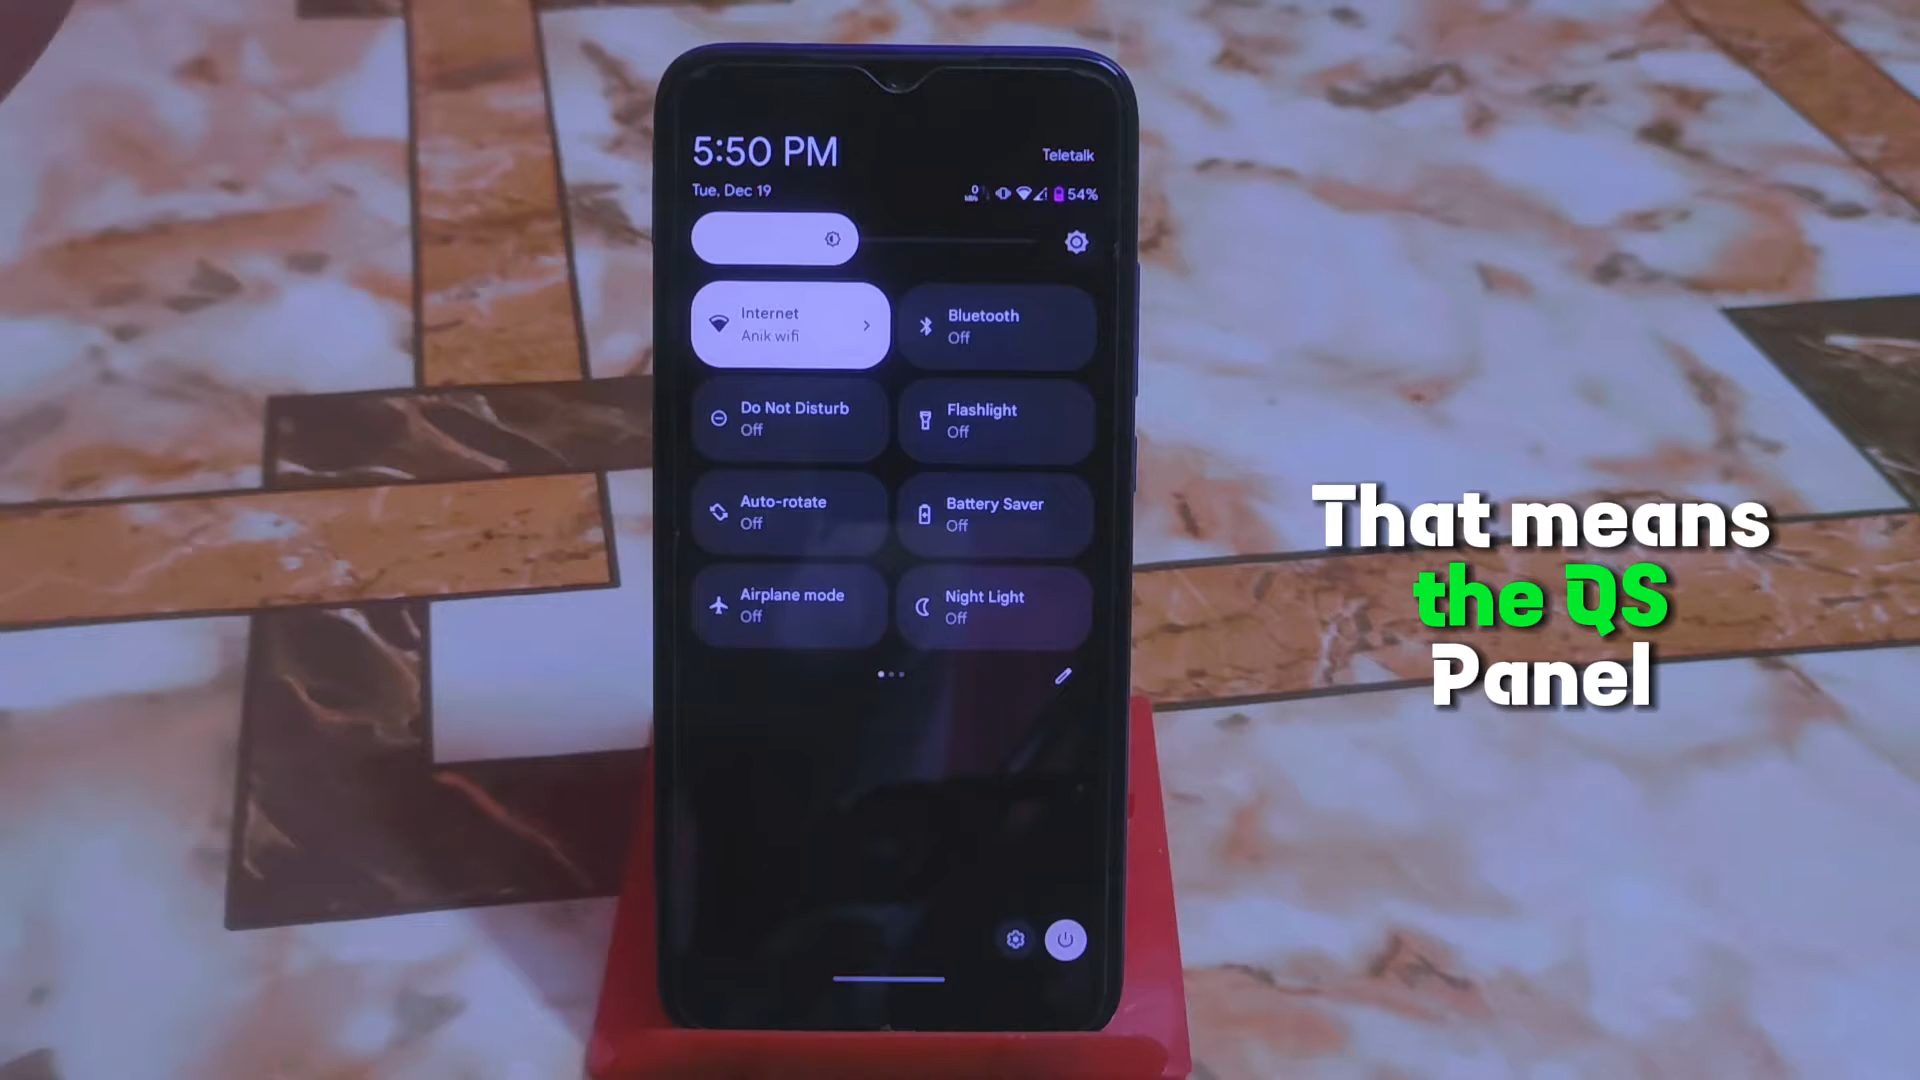 5:50 PM
Teletalk
Tue, Dec 19
54%
Internet
Anik wifi
Bluetooth
Off
Do Not Disturb
Off
Flashlight
Off
Auto-rotate
Off
Battery Saver
Off
Airplane mode
Off
Night Light
Off
That means
the QS
Panel